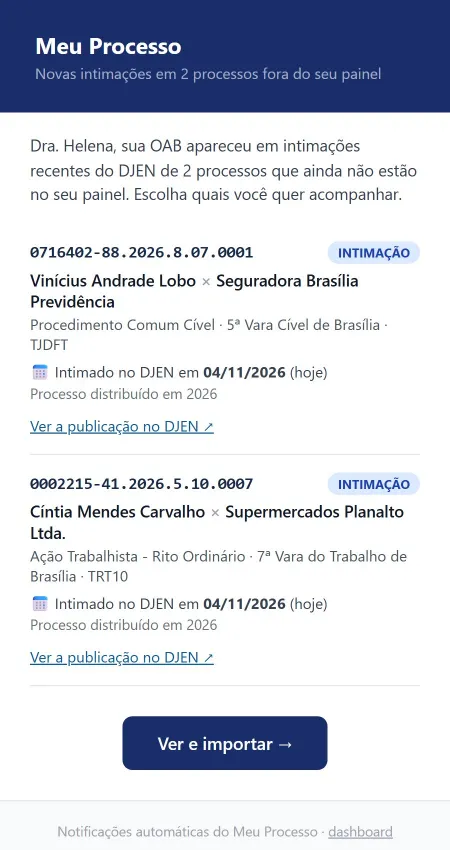 Meu Processo
Novas intimações em 2 processos fora do seu painel
Dra. Helena, sua OAB apareceu em intimações
recentes do DJEN de 2 processos que ainda não estão
no seu painel. Escolha quais você quer acompanhar.
0716402-88.2026.8.07.0001 INTIMAÇÃO
Vinícius Andrade Lobo × Seguradora Brasília
Previdência
Procedimento Comum Cível · 5ª Vara Cível de Brasília ·
TJDFT
Intimado no DJEN em 04/11/2026 (hoje)
Processo distribuído em 2026
Ver a publicação no DJEN ↗
0002215-41.2026.5.10.0007 INTIMAÇÃO
Cíntia Mendes Carvalho × Supermercados Planalto
Ltda.
Ação Trabalhista - Rito Ordinário · 7ª Vara do Trabalho de
Brasília · TRT10
Intimado no DJEN em 04/11/2026 (hoje)
Processo distribuído em 2026
Ver a publicação no DJEN ↗
Ver e importar →
Notificações automáticas do Meu Processo · dashboard